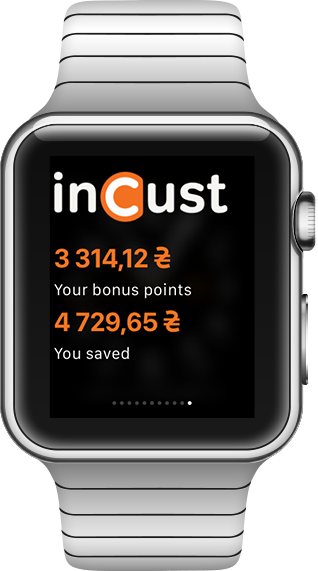 inCust
3 314,12 ₴
Your bonus points
4 729,65 ₴
You saved